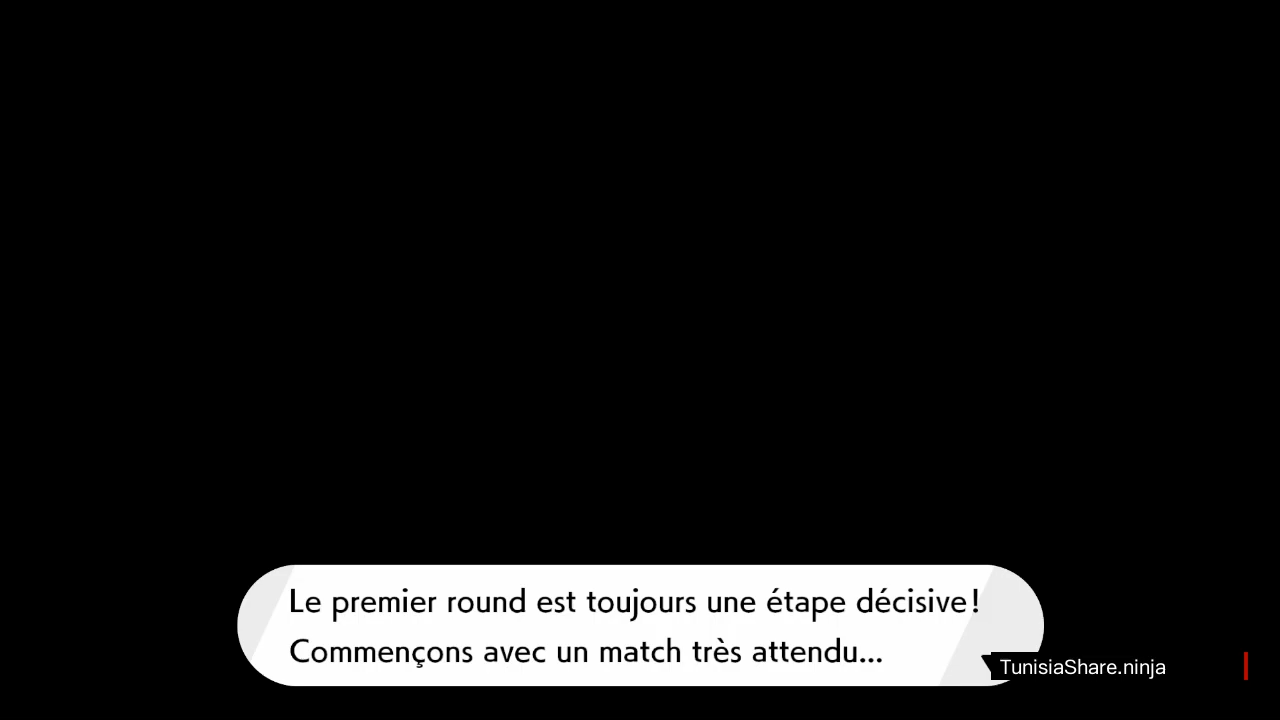 Le premier round est toujours une étape décisive!
Commençons avec un match très attendu...
TunisiaShare.ninja